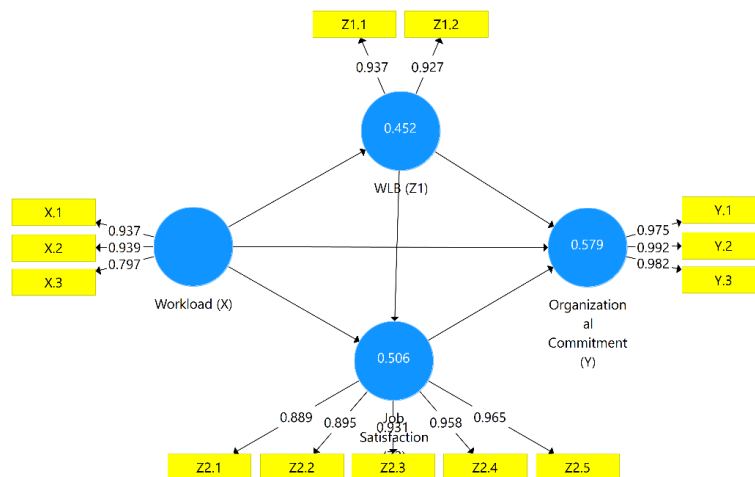 Z1.1
Z1.2
0.937
0.927
0.452
WLB (Z1)
X.1
X.2
X.3
0.937
0.939
0.797
Workload (X)
0.579
Organization
al
Commitment
(Y)
0.975
0.992
0.982
Y.1
Y.2
Y.3
0.506
Job
Satisfaction
0.889
0.895
0.931
0.958
0.965
Z2.1
Z2.2
Z2.3
Z2.4
Z2.5